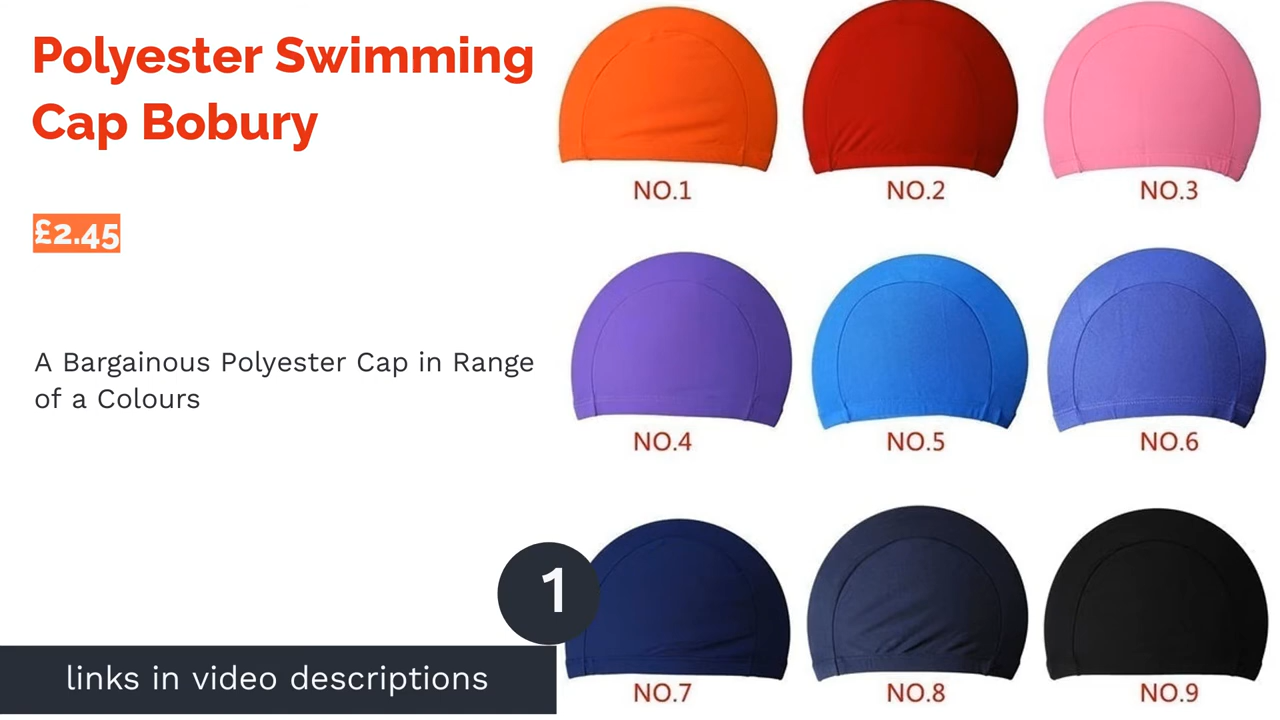 Polyester Swimming
Cap Bobury
£2.45
A Bargainous Polyester Cap in Range
of a Colours
NO.1
NO.2
NO.3
NO.4
NO.5
NO.6
NO.7
NO.8
NO.9
1
links in video descriptions